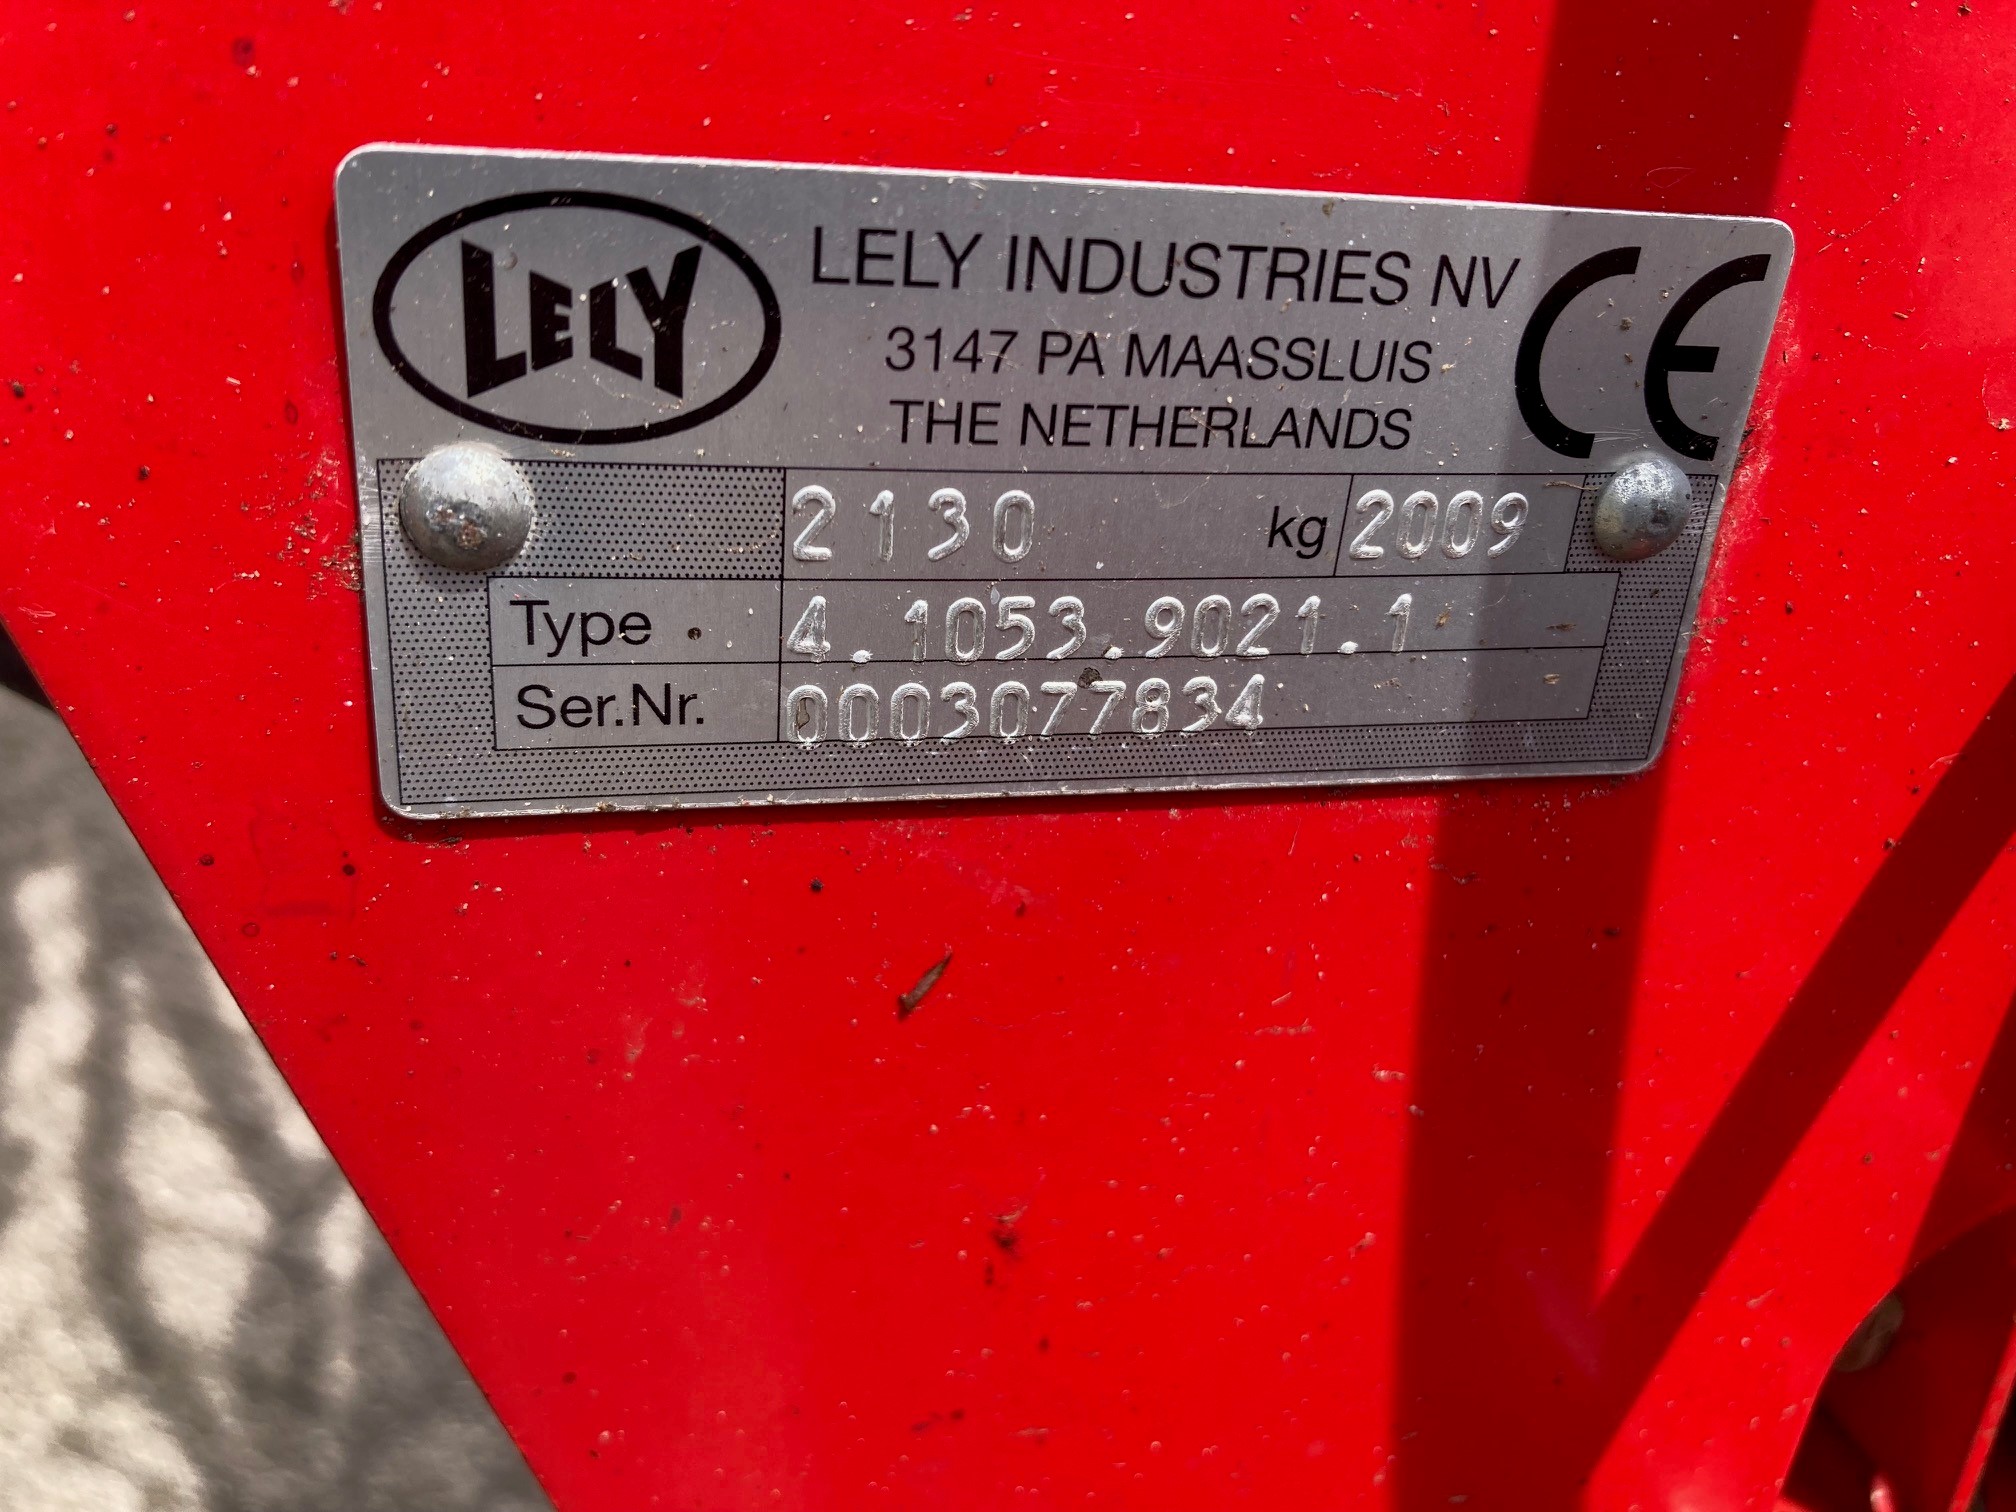 LELY
LELY INDUSTRIES NV
3147 PA MAASSLUIS
THE NETHERLANDS
CE
2130 kg 2009
Type 4.1053.9021.1
Ser.Nr. 0003077834